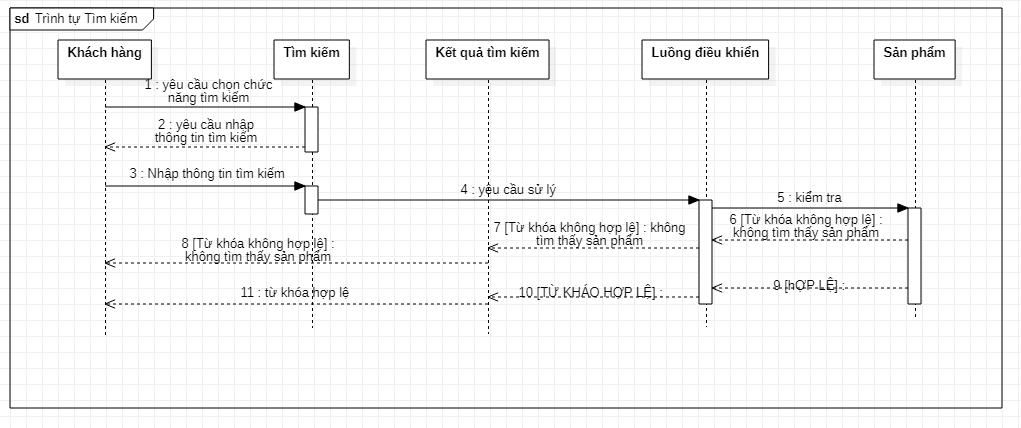 sd Trình tự Tìm kiếm
Khách hàng
Tìm kiếm
Kết quả tìm kiếm
Luồng điều khiển
Sản phẩm
1 : yêu cầu chọn chức
năng tìm kiếm
2 : yêu cầu nhập
thông tin tìm kiếm
3 : Nhập thông tin tìm kiếm
4 : yêu cầu sử lý
5 : kiểm tra
6 [Từ khóa không hợp lệ] :
không tìm thấy sản phẩm
7 [Từ khóa không hợp lệ] : không
tìm thấy sản phẩm
8 [Từ khóa không hợp lệ] :
không tìm thấy sản phẩm
9 [hỢP LỆ] :
10 [TỪ KHÁO HỢP LỆ] :
11 : từ khóa hợp lệ